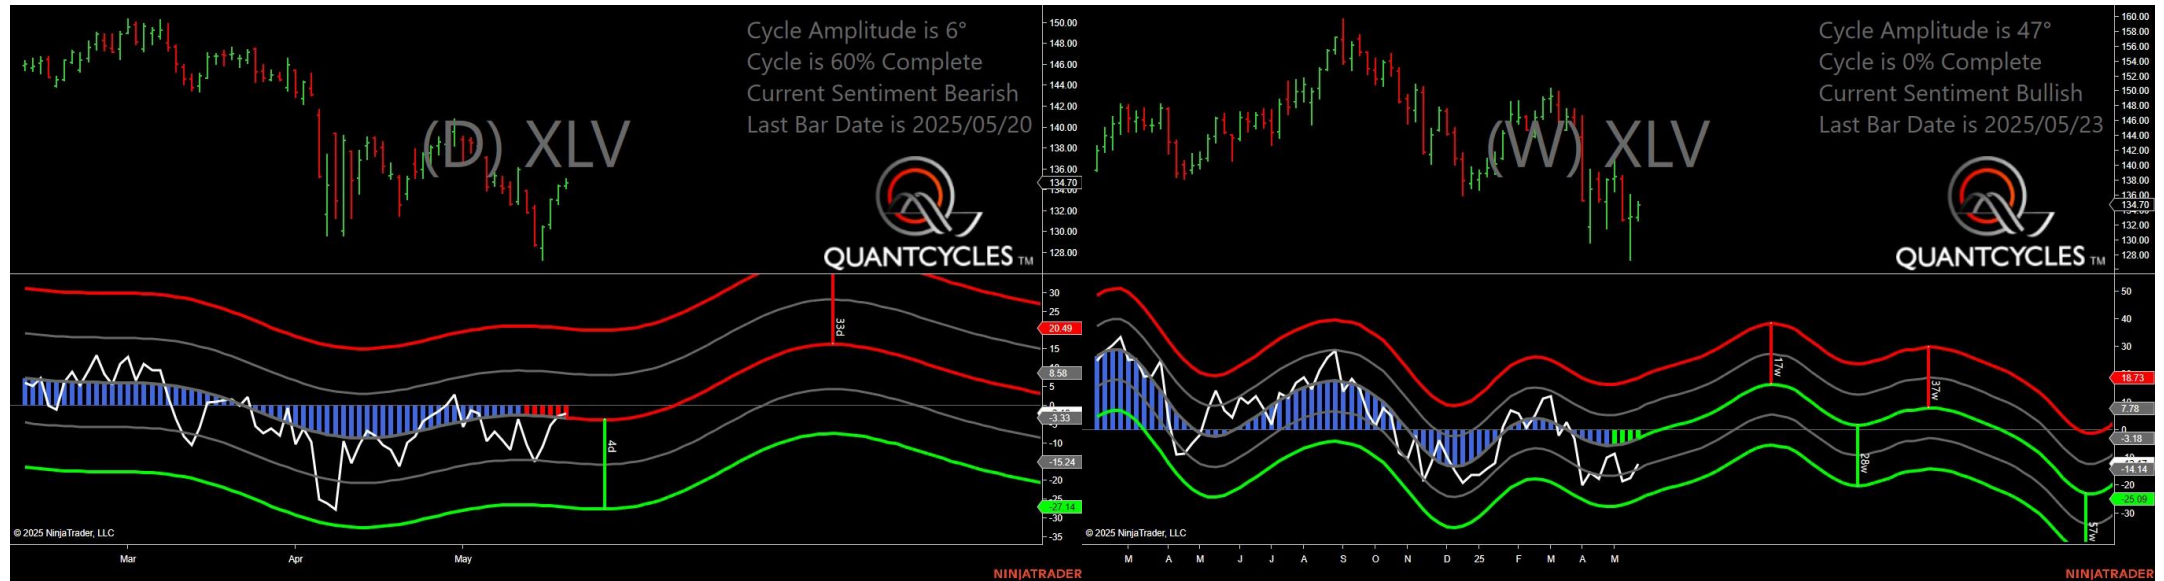 Cycle Amplitude is 6°
Cycle is 60% Complete
Current Sentiment Bearish
Last Bar Date is 2025/05/20
(D) XLV
QUANTCYCLES TM
150.00
148.00
146.00
144.00
142.00
140.00
138.00
136.00
134.70
134.00
132.00
130.00
128.00
33d
4d
30
25
20.49
15
8.58
5
0
-3.33
-10
-15.24
-20
-27.14
-30
-35
© 2025 NinjaTrader, LLC
Mar Apr May
NINJATRADER
Cycle Amplitude is 47°
Cycle is 0% Complete
Current Sentiment Bullish
Last Bar Date is 2025/05/23
(W) XLV
QUANTCYCLES TM
160.00
158.00
156.00
154.00
152.00
150.00
148.00
146.00
144.00
142.00
140.00
138.00
136.00
134.70
132.00
130.00
128.00
17w
37w
28w
57w
50
40
30
18.73
7.78
0
-3.18
-14.14
-20
-25.09
-30
© 2025 NinjaTrader, LLC
M A M J J A S O N D 25 F M A M
NINJATRADER